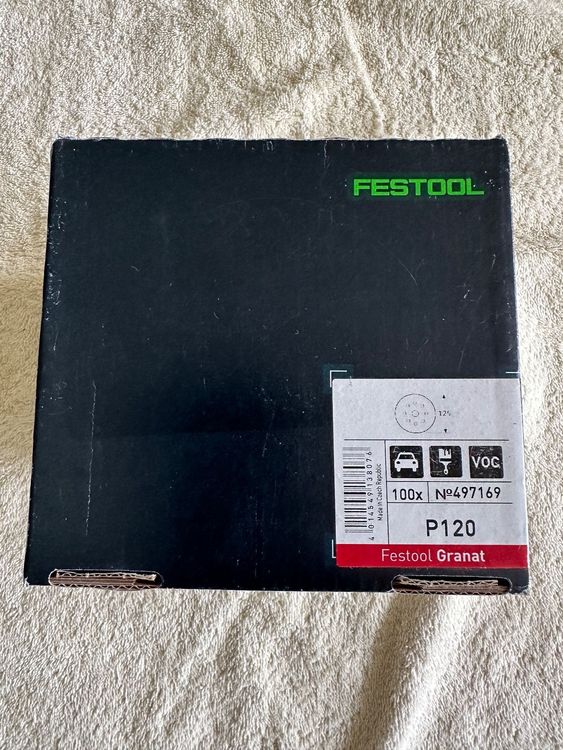 FESTOOL
125
VOC
100x
Nº497169
P120
Festool Granat
4 014549 138076
Made in Czech Republic